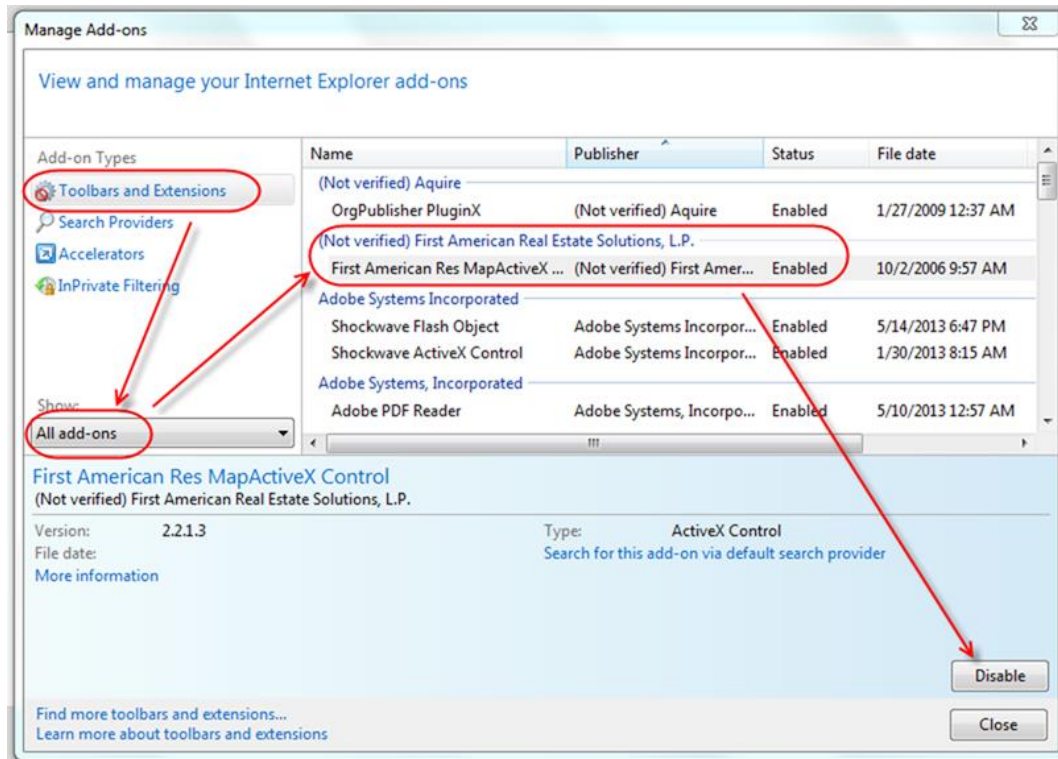 Manage Add-ons
View and manage your Internet Explorer add-ons
Add-on Types
Toolbars and Extensions
Search Providers
Accelerators
InPrivate Filtering
Show:
All add-ons
Name Publisher Status File date
(Not verified) Aquire
OrgPublisher PluginX (Not verified) Aquire Enabled 1/27/2009 12:37 AM
(Not verified) First American Real Estate Solutions, L.P.
First American Res MapActiveX ... (Not verified) First Amer... Enabled 10/2/2006 9:57 AM
Adobe Systems Incorporated
Shockwave Flash Object Adobe Systems Incorpor... Enabled 5/14/2013 6:47 PM
Shockwave ActiveX Control Adobe Systems Incorpor... Enabled 1/30/2013 8:15 AM
Adobe Systems, Incorporated
Adobe PDF Reader Adobe Systems, Incorpo... Enabled 5/10/2013 12:57 AM
First American Res MapActiveX Control
(Not verified) First American Real Estate Solutions, L.P.
Version: 2.2.1.3 Type: ActiveX Control
File date: Search for this add-on via default search provider
More information
Disable
Find more toolbars and extensions...
Learn more about toolbars and extensions
Close